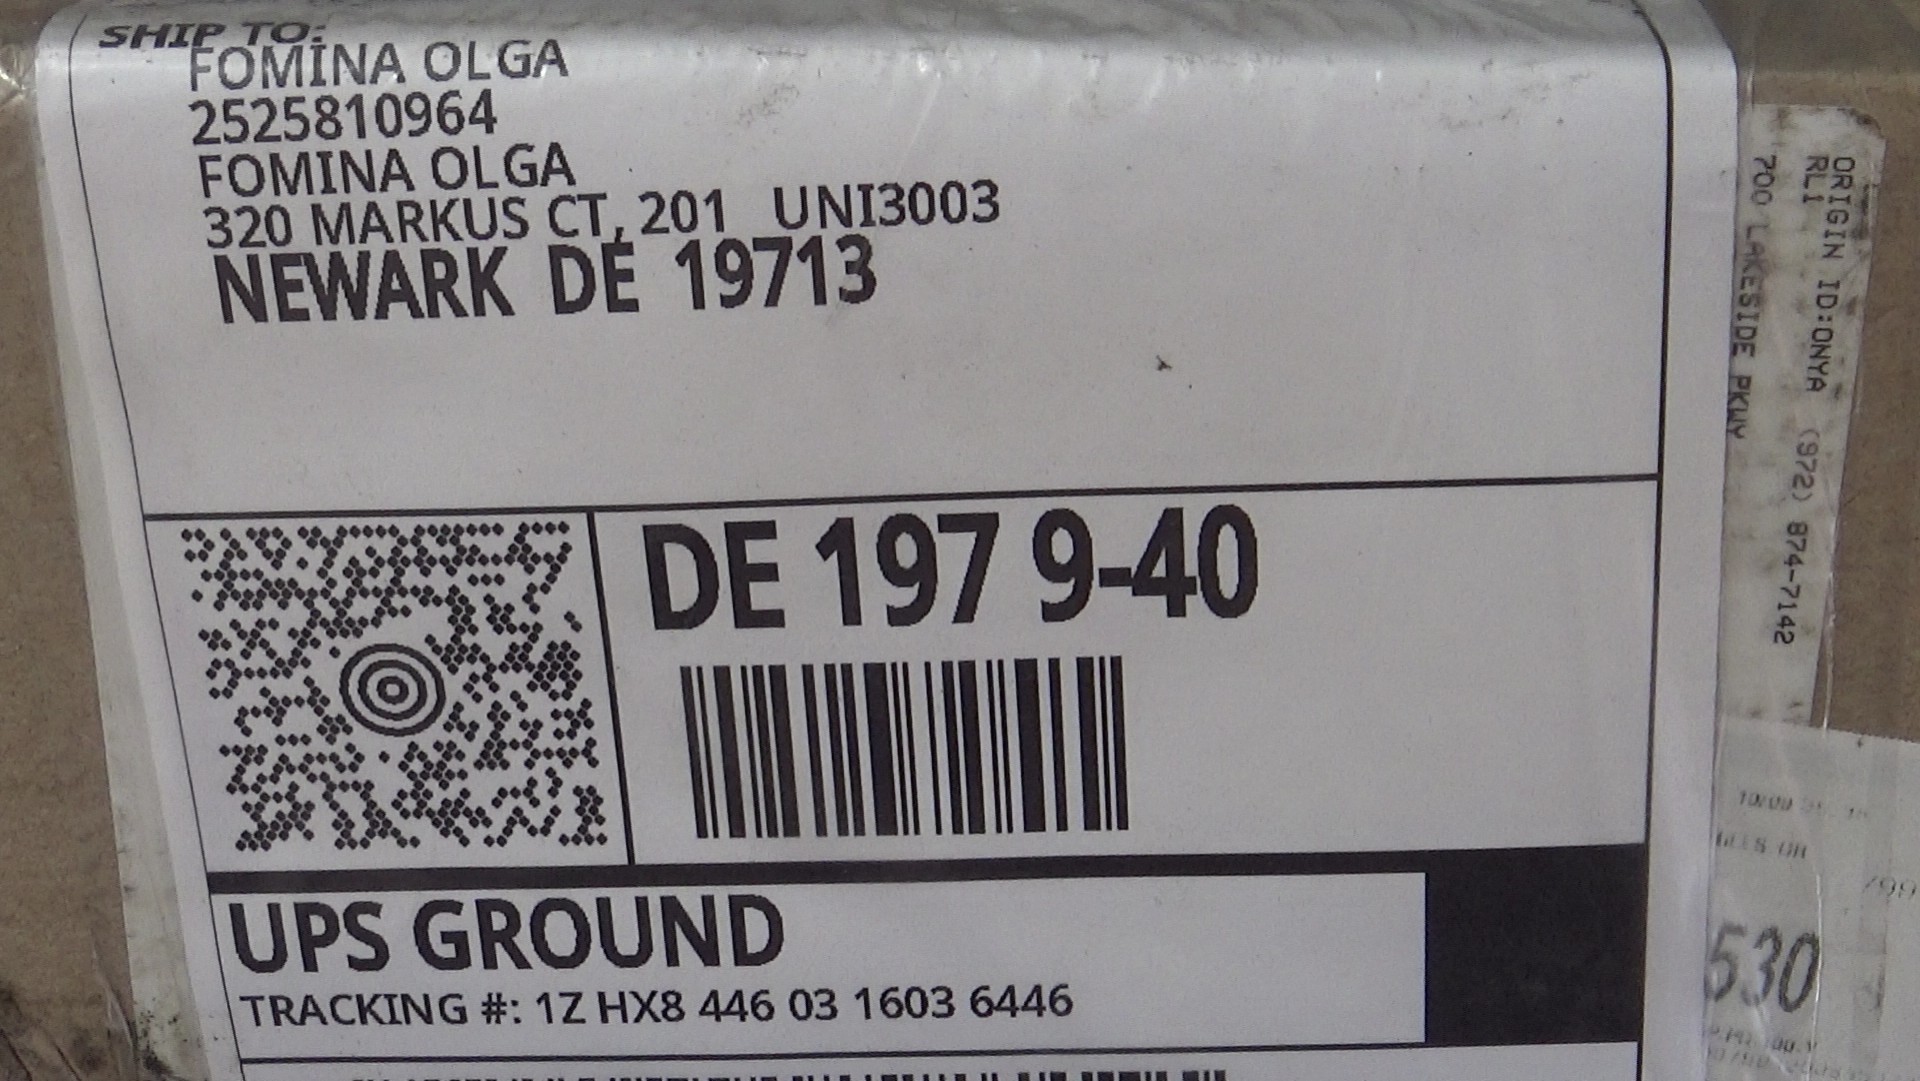 SHIP TO:
FOMINA OLGA
2525810964
FOMINA OLGA
320 MARKUS CT, 201 UNI3003
NEWARK DE 19713
DE 197 9-40
UPS GROUND
TRACKING #: 1Z HX8 446 03 1603 6446
ORIGIN ID:ONYA (972) 874-7142
RLI
700 LAKESIDE PKWY
530